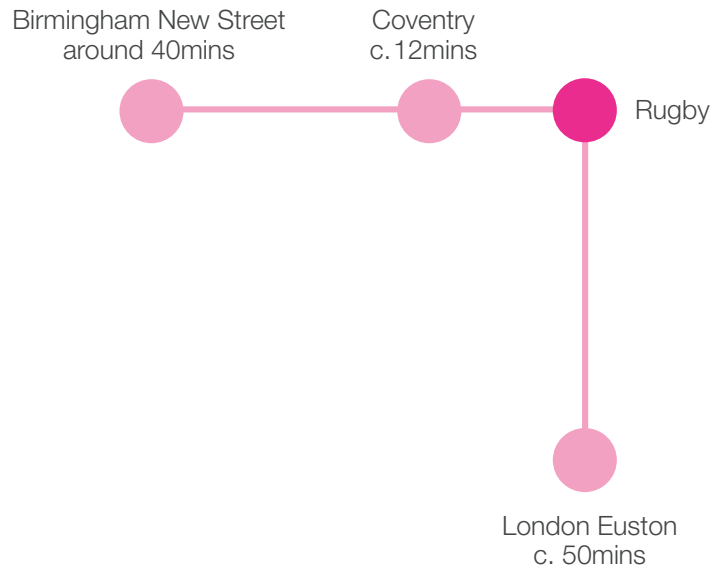 Birmingham New Street
around 40mins
Coventry
c.12mins
Rugby
London Euston
c. 50mins